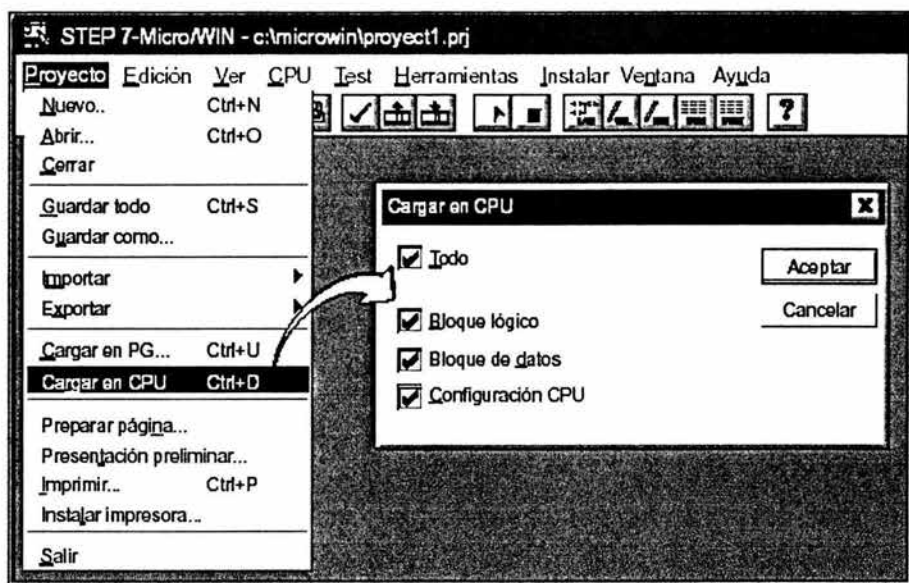 STEP 7-Micro/WIN - c:\microwin\proyect1.prj
Proyecto Edición Ver CPU Test Herramientas Instalar Ventana Ayuda
Nuevo.. Ctrl+N
Abrir... Ctrl+O
Cerrar
Guardar todo Ctrl+S
Guardar como...
Importar
Exportar
Cargar en PG... Ctrl+U
Cargar en CPU Ctrl+D
Preparar página...
Presentación preliminar...
Imprimir... Ctrl+P
Instalar impresora...
Salir
?
Cargar en CPU
Todo
Bloque lógico
Bloque de datos
Configuración CPU
Aceptar
Cancelar